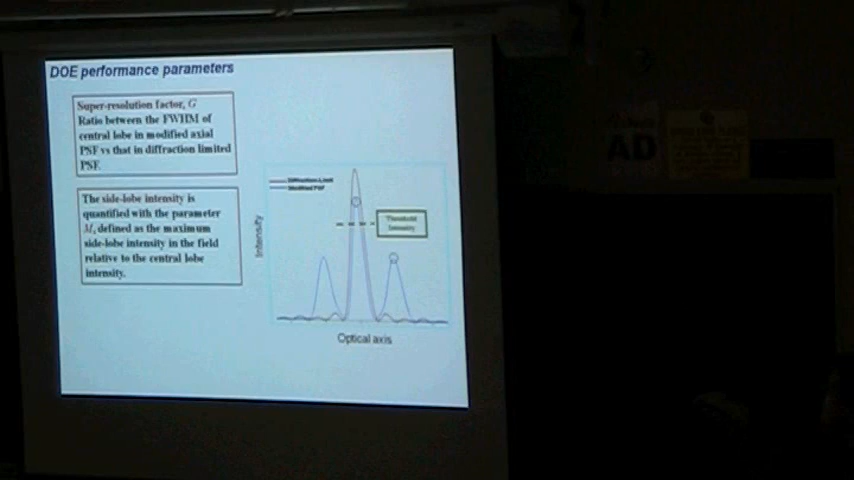 DOE performance parameters
Super-resolution factor, G
Ratio between the FWHM of
central lobe in modified axial
PSF vs that in diffraction limited
PSF.
The side-lobe intensity is
quantified with the parameter
M, defined as the maximum
side-lobe intensity in the field
relative to the central lobe
intensity.
Diffraction Limit
Modified PSF
Threshold
Intensity
Intensity
Optical axis
AD